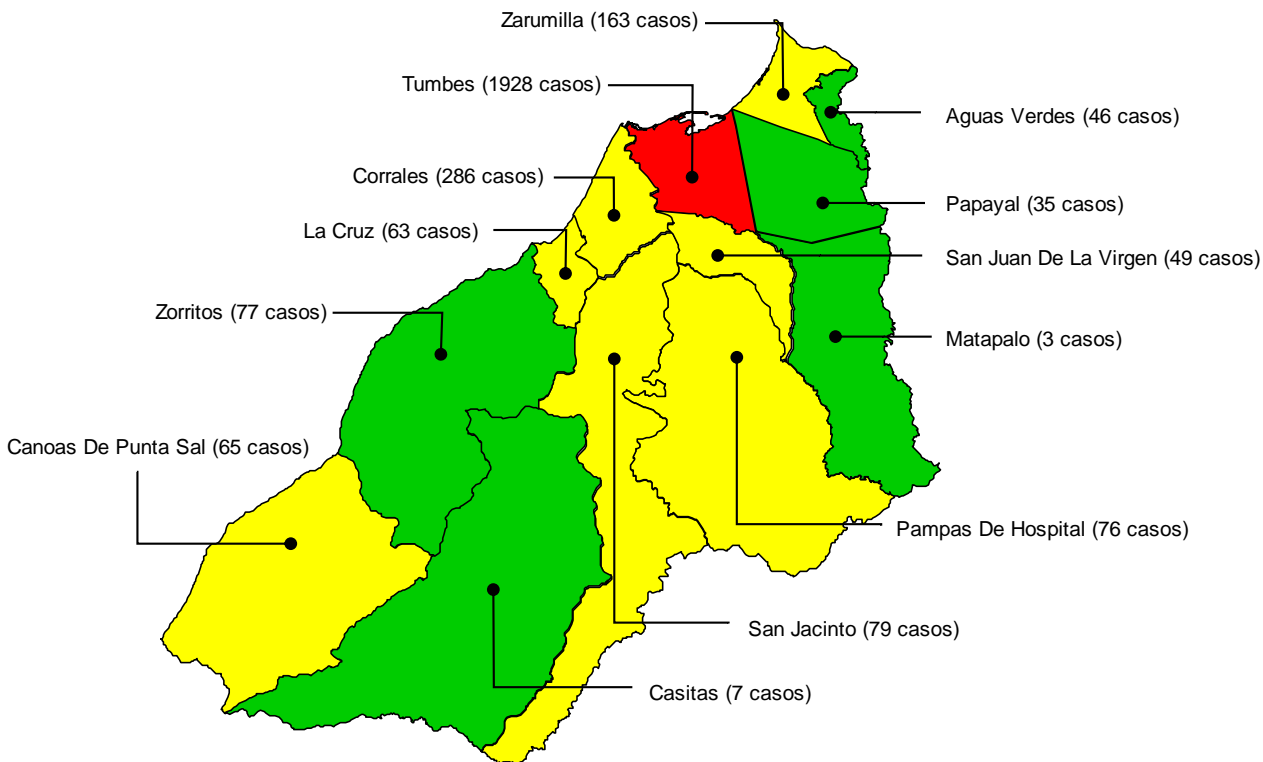 Zarumilla (163 casos)
Tumbes (1928 casos)
Aguas Verdes (46 casos)
Corrales (286 casos)
Papayal (35 casos)
La Cruz (63 casos)
San Juan De La Virgen (49 casos)
Zorritos (77 casos)
Matapalo (3 casos)
Canoas De Punta Sal (65 casos)
Pampas De Hospital (76 casos)
San Jacinto (79 casos)
Casitas (7 casos)